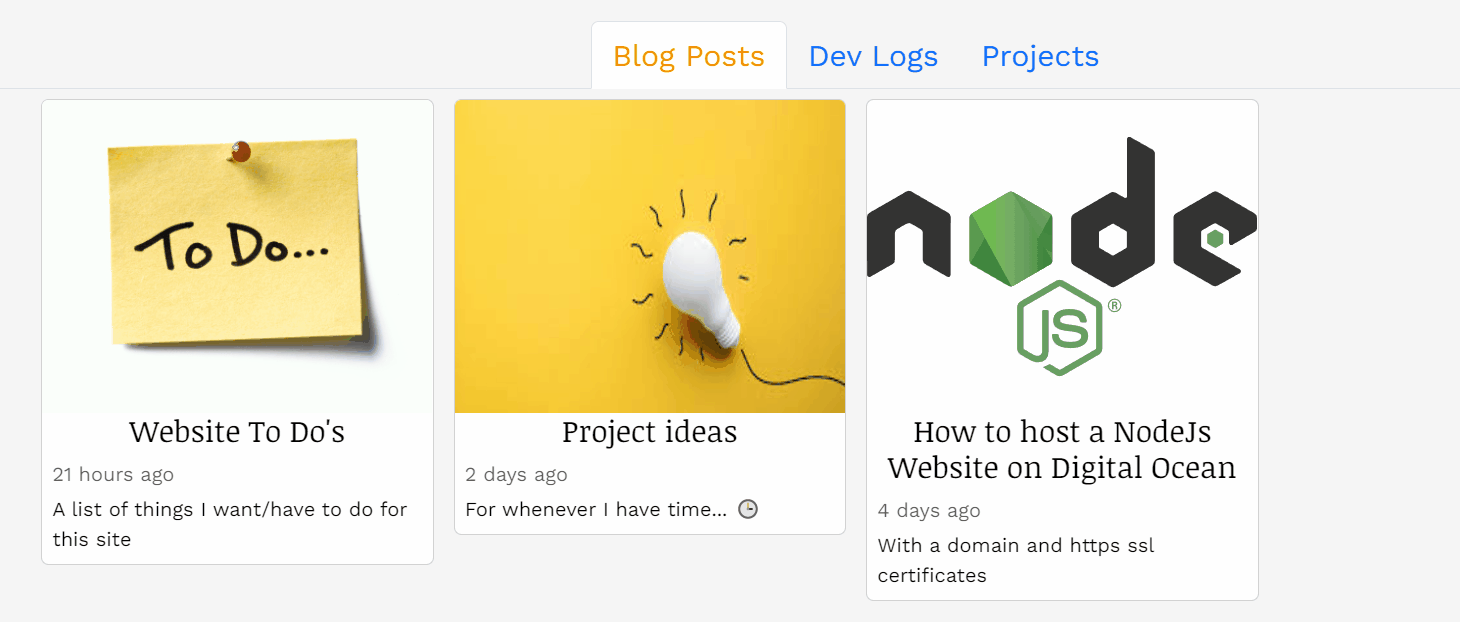 Blog Posts
Dev Logs
Projects
To Do...
Website To Do's
21 hours ago
A list of things I want/have to do for
this site
Project ideas
2 days ago
For whenever I have time... 🕒
node
JS®
How to host a NodeJs
Website on Digital Ocean
4 days ago
With a domain and https ssl
certificates